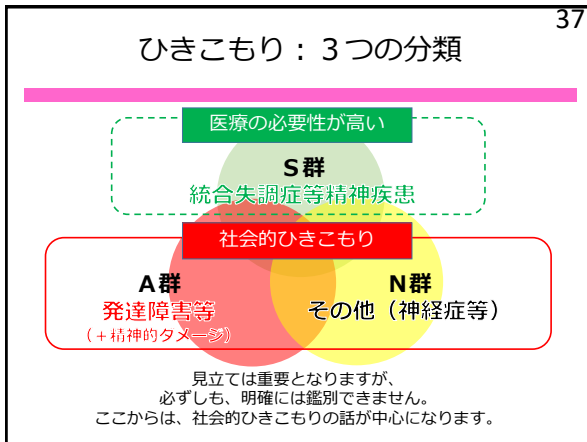 37
ひきこもり：３つの分類
医療の必要性が高い
S群
統合失調症等精神疾患
社会的ひきこもり
A群
発達障害等
（＋精神的ダメージ）
N群
その他（神経症等）
見立ては重要となりますが、
必ずしも、明確には鑑別できません。
ここからは、社会的ひきこもりの話が中心になります。